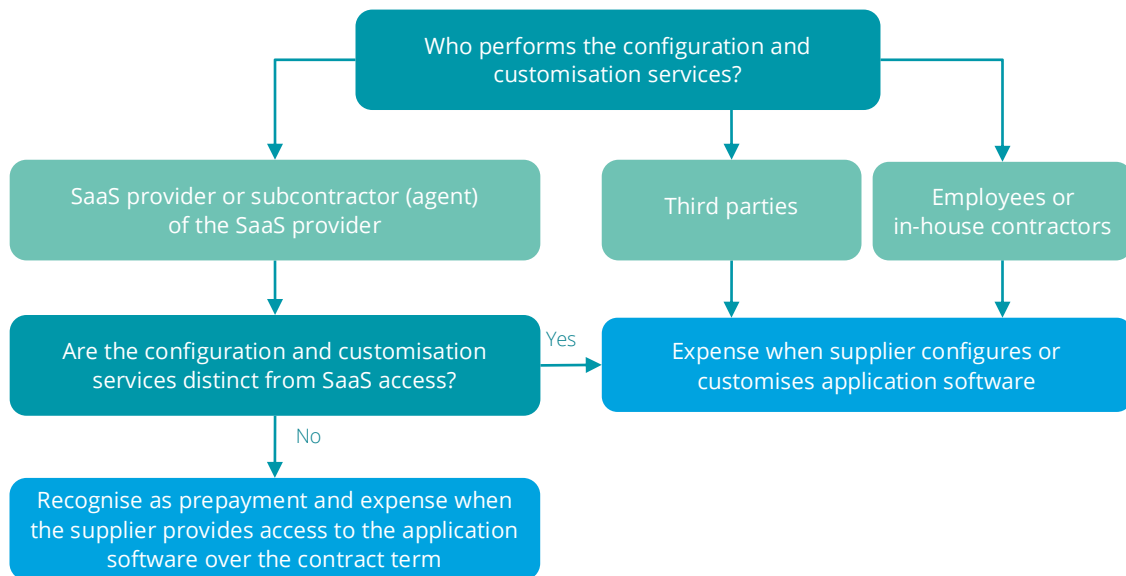 Who performs the configuration and
customisation services?
SaaS provider or subcontractor (agent)
of the SaaS provider
Third parties
Employees or
in-house contractors
Are the configuration and customisation
services distinct from SaaS access?
Yes
Expense when supplier configures or
customises application software
No
Recognise as prepayment and expense when
the supplier provides access to the application
software over the contract term